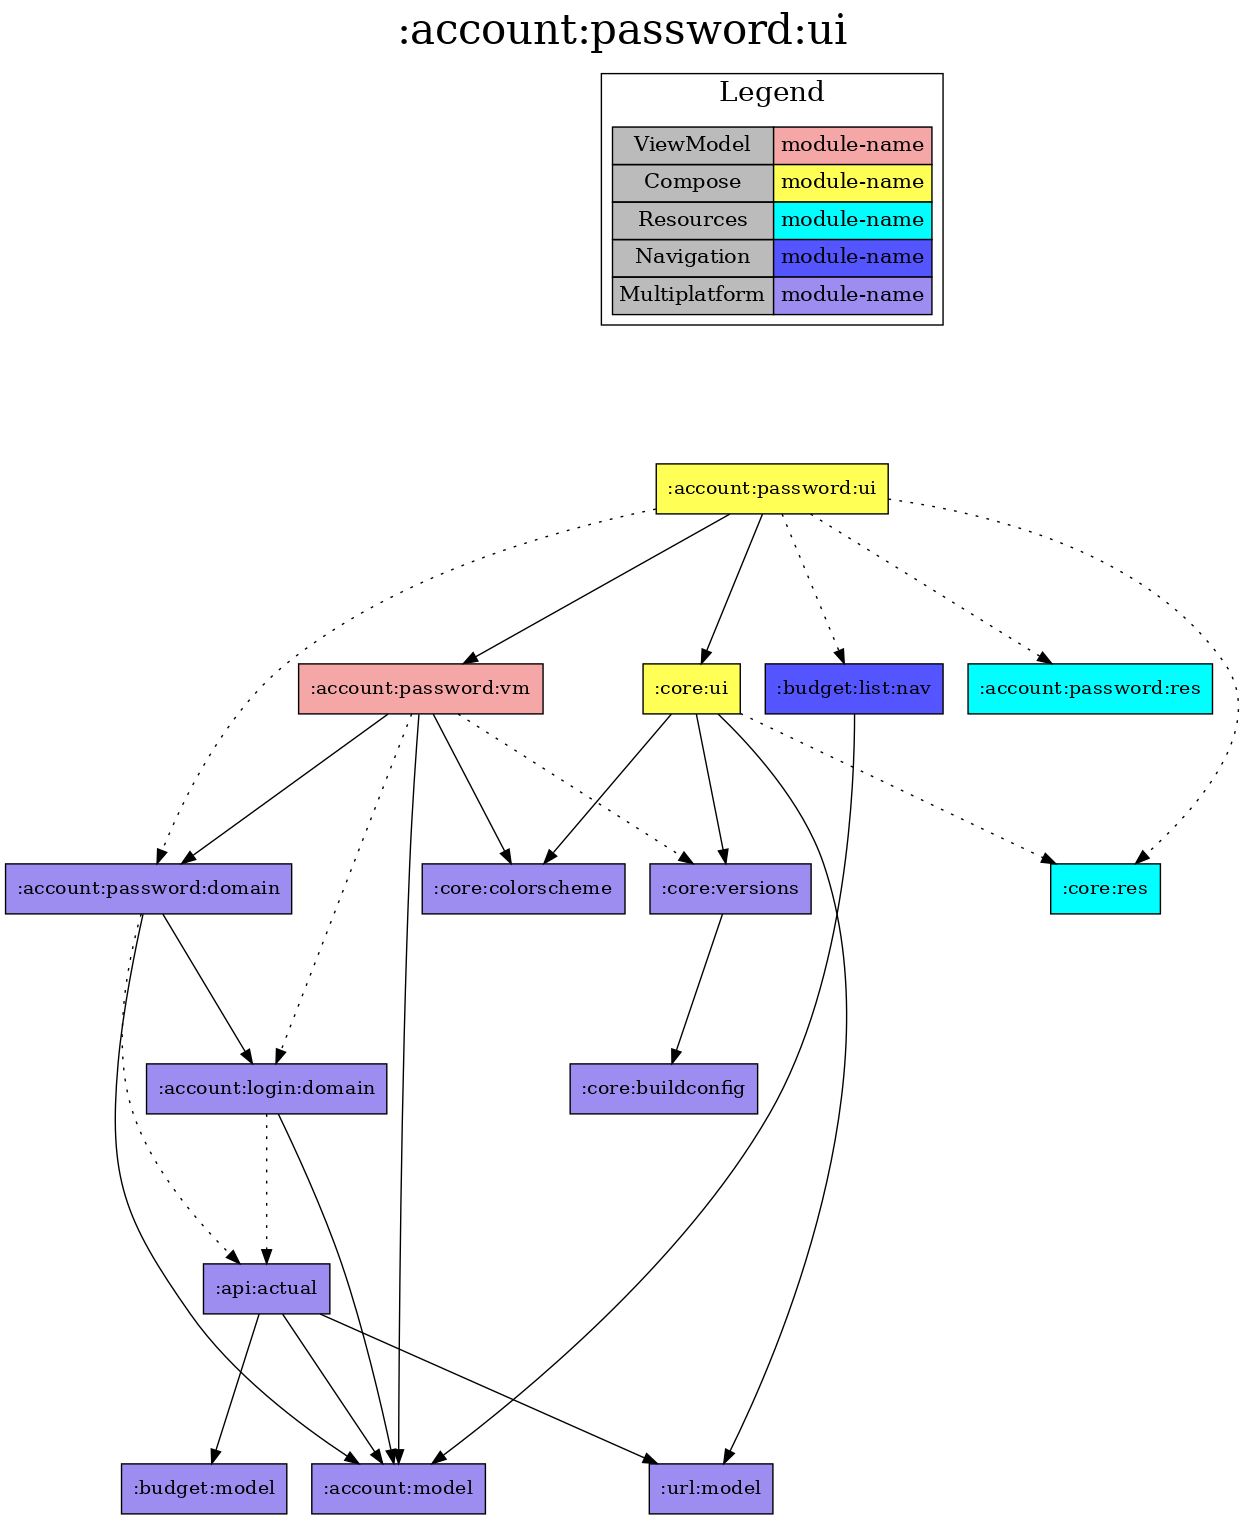 :account:password:ui
Legend
ViewModel module-name
Compose module-name
Resources module-name
Navigation module-name
Multiplatform module-name
:account:password:ui
:account:password:vm :core:ui :budget:list:nav :account:password:res
:account:password:domain :core:colorscheme :core:versions :core:res
:account:login:domain :core:buildconfig
:api:actual
:budget:model :account:model :url:model